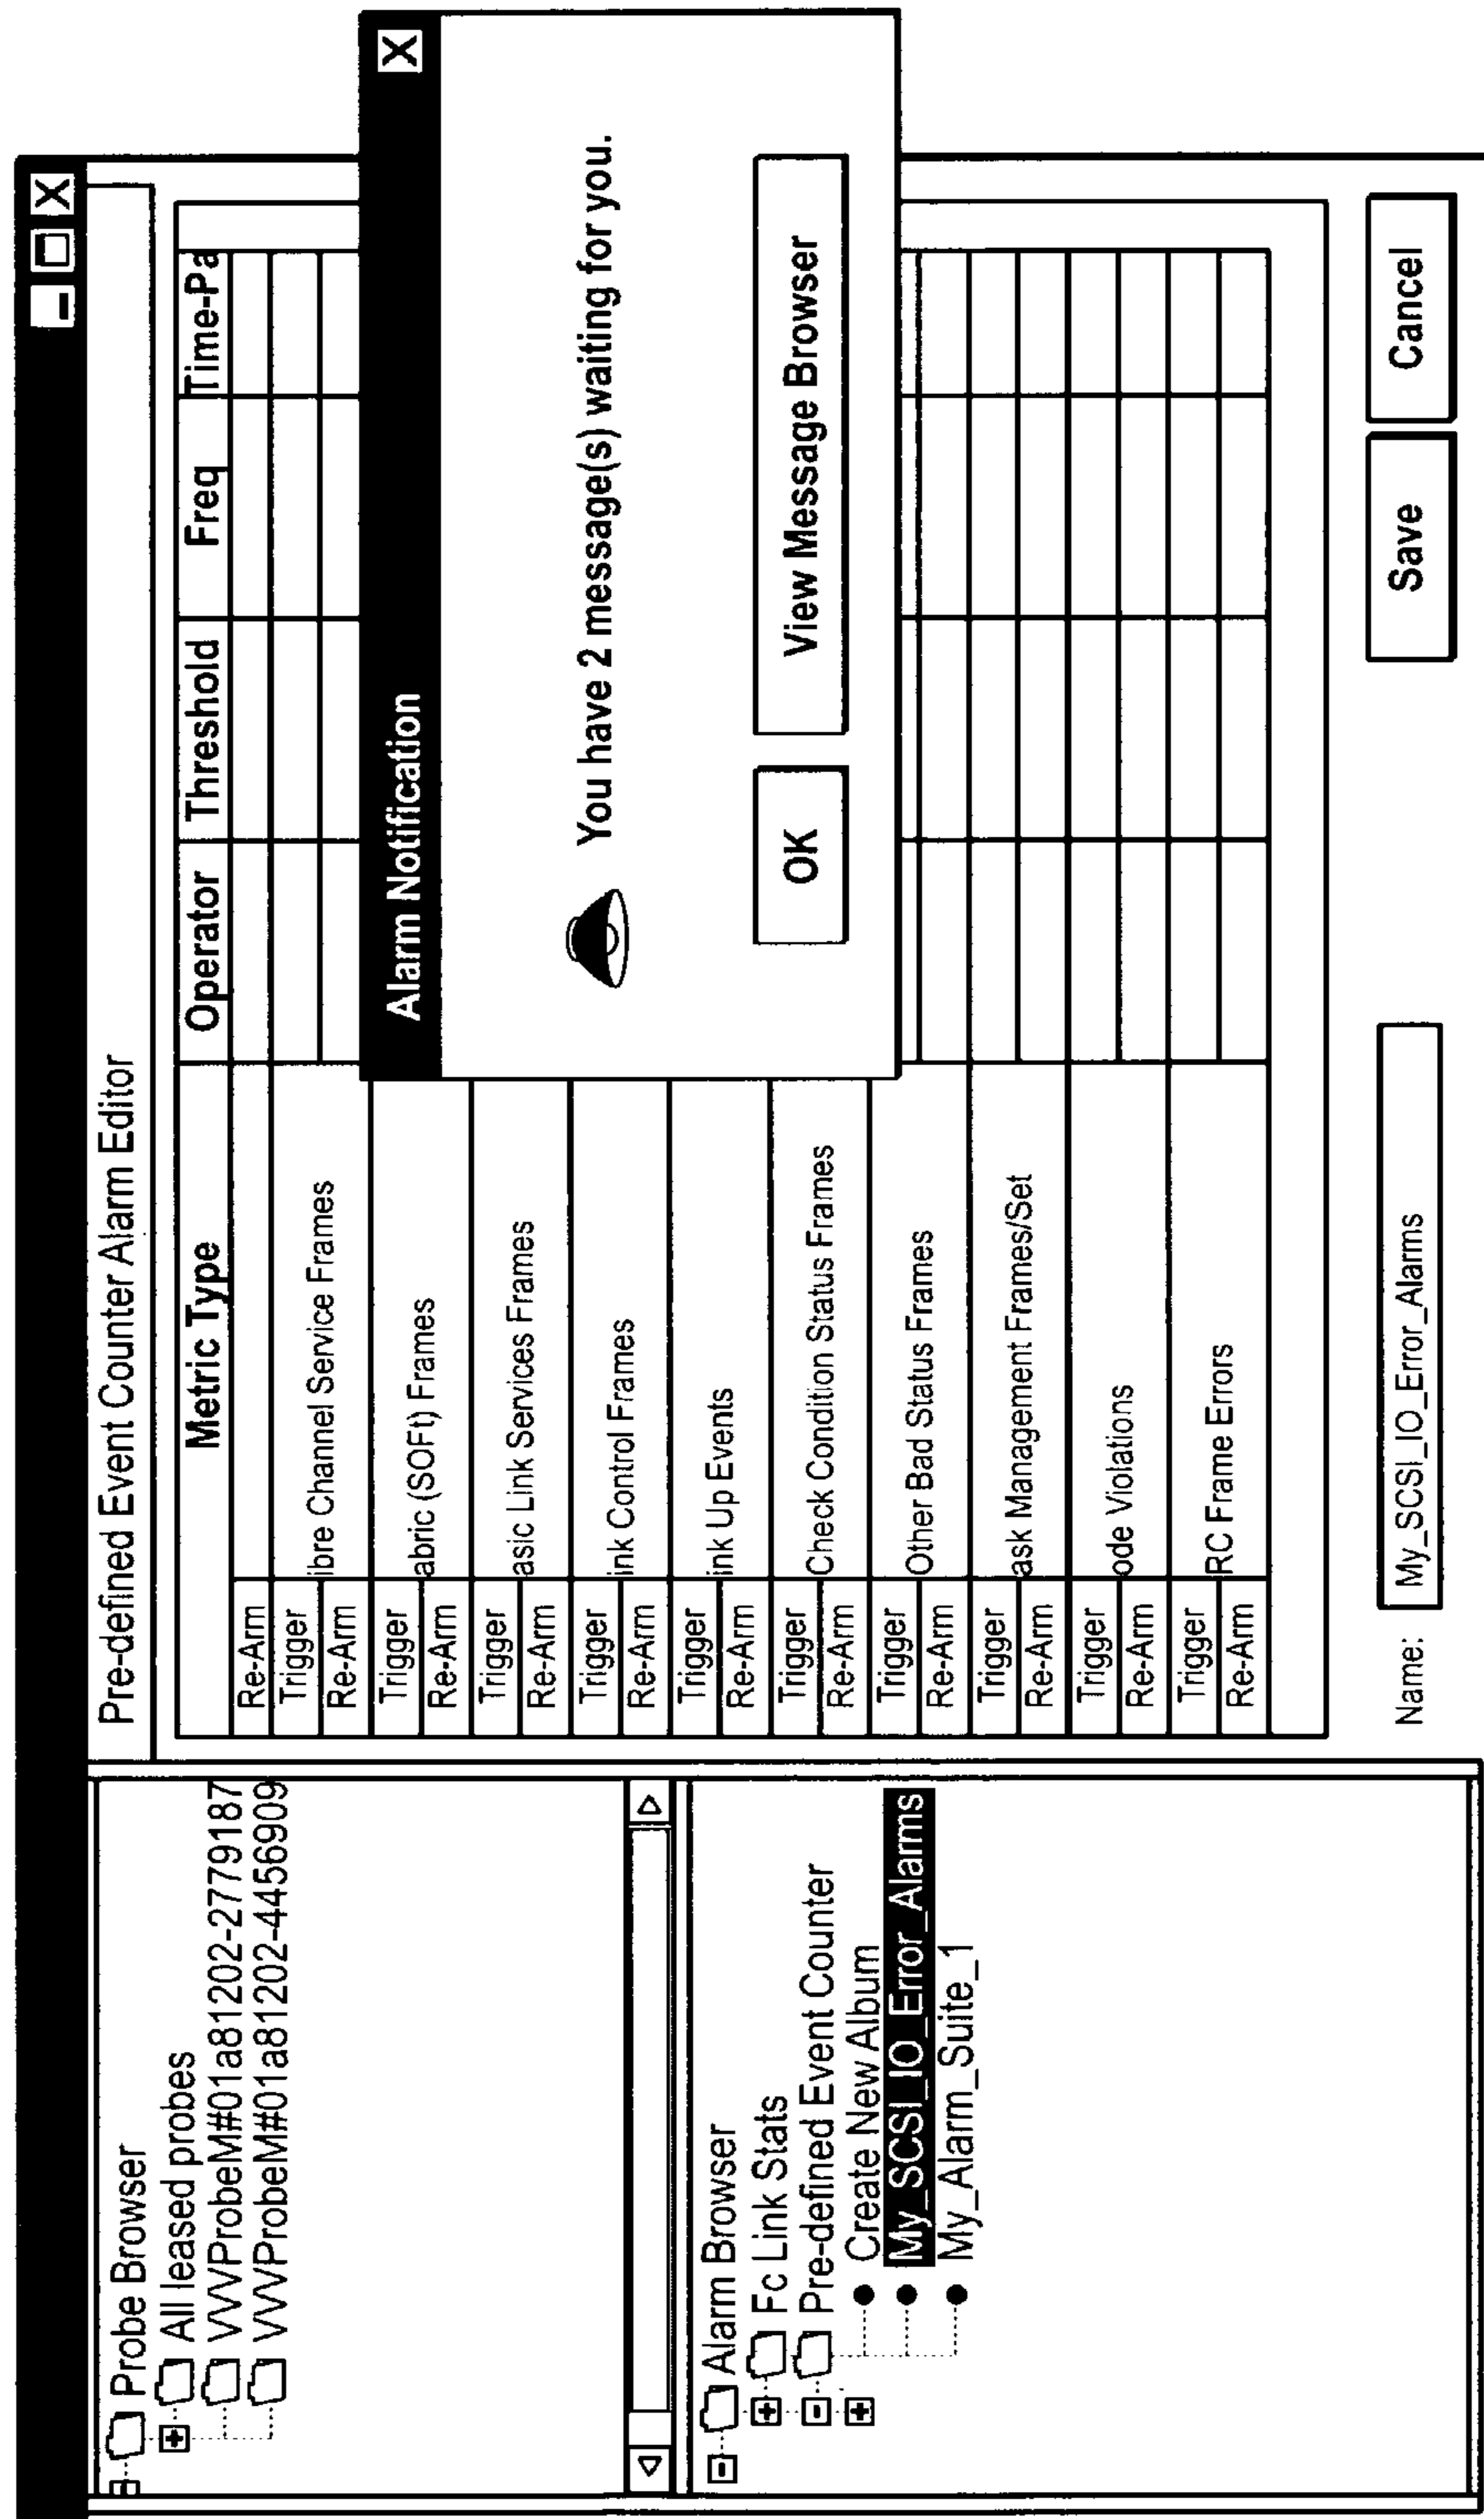 Probe Browser
All leased probes
VVVProbeM#01a81202-2779187
VVVProbeM#01a81202-4456909
Alarm Browser
Fc Link Stats
Pre-defined Event Counter
Create New Album
My_SCSI_IO_Error_Alarms
My_Alarm_Suite_1
Pre-defined Event Counter Alarm Editor
Metric Type Operator Threshold Freq Time-Pa
Re-Arm
Trigger
ibre Channel Service Frames
Re-Arm
Trigger
abric (SOFt) Frames
Re-Arm
Trigger
asic Link Services Frames
Re-Arm
Trigger
ink Control Frames
Re-Arm
Trigger
ink Up Events
Re-Arm
Trigger
Check Condition Status Frames
Re-Arm
Trigger
Other Bad Status Frames
Re-Arm
Trigger
ask Management Frames/Set
Re-Arm
Trigger
ode Violations
Re-Arm
Trigger
RC Frame Errors
Re-Arm
Alarm Notification X
You have 2 message(s) waiting for you.
OK View Message Browser
Name: My_SCSI_IO_Error_Alarms
Save Cancel